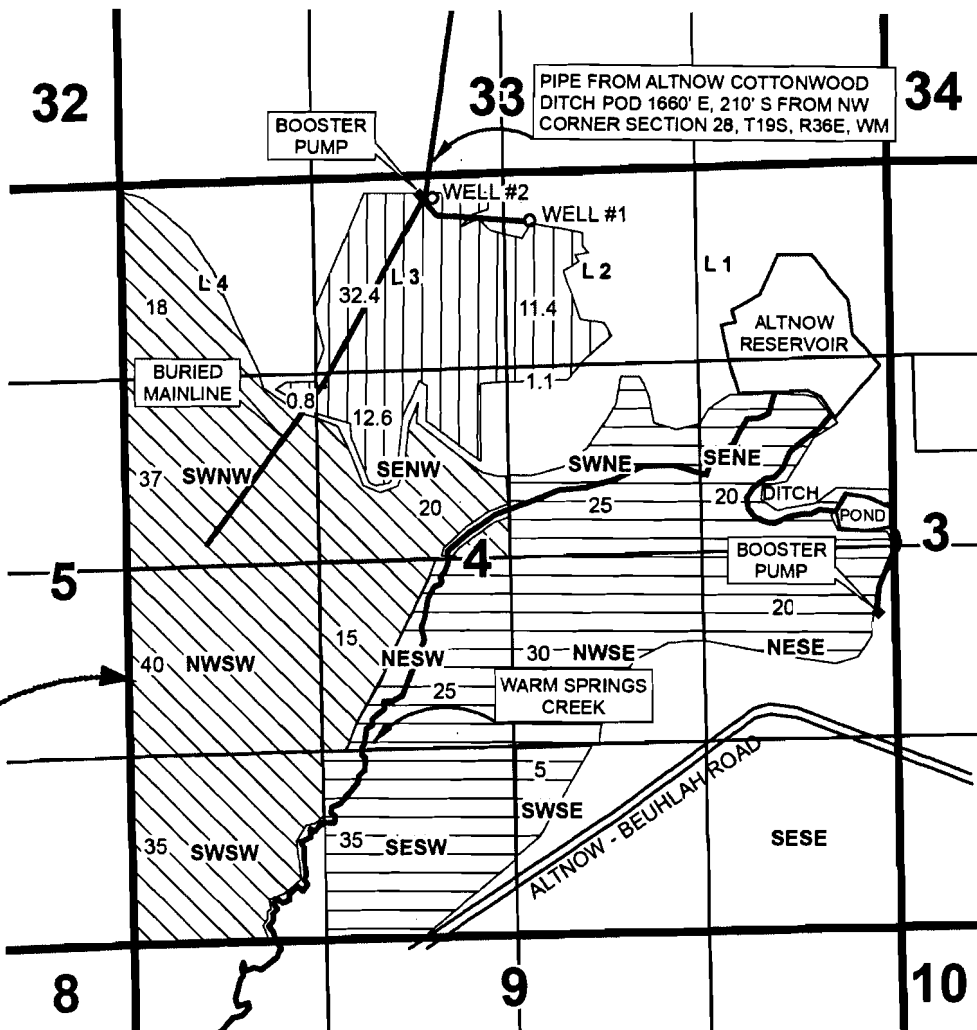 32
33
34
PIPE FROM ALTNOW COTTONWOOD
DITCH POD 1660' E, 210' S FROM NW
CORNER SECTION 28, T19S, R36E, WM
BOOSTER
PUMP
WELL #2
WELL #1
L 4
L 3
L 2
L 1
18
32.4
11.4
ALTNOW
RESERVOIR
BURIED
MAINLINE
0.8
12.6
1.1
37
SWNW
SENW
SWNE
SENE
20
25
20
DITCH
POND
5
4
3
BOOSTER
PUMP
20
15
40
NWSW
NESW
30
NWSE
NESE
25
WARM SPRINGS
CREEK
5
SWSE
ALTNOW - BEUHLAH ROAD
35
SWSW
35
SESW
SESE
8
9
10